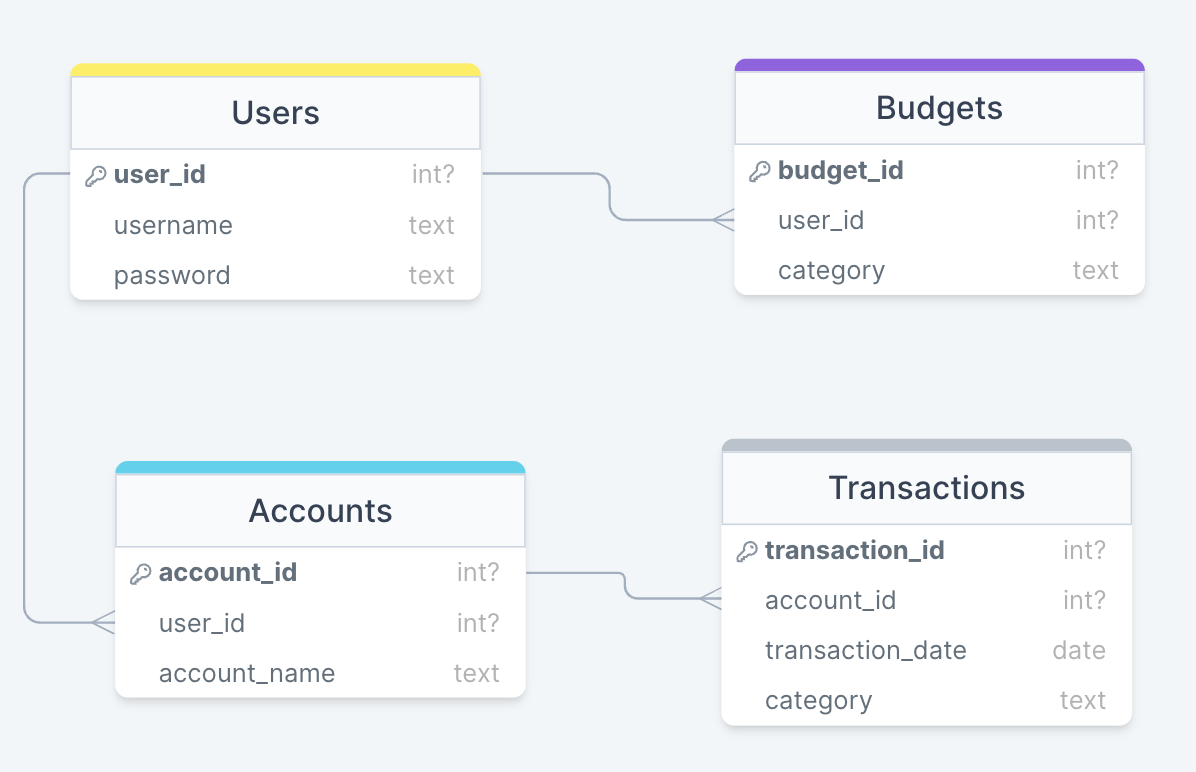 Users
user_id int?
username text
password text
Budgets
budget_id int?
user_id int?
category text
Accounts
account_id int?
user_id int?
account_name text
Transactions
transaction_id int?
account_id int?
transaction_date date
category text